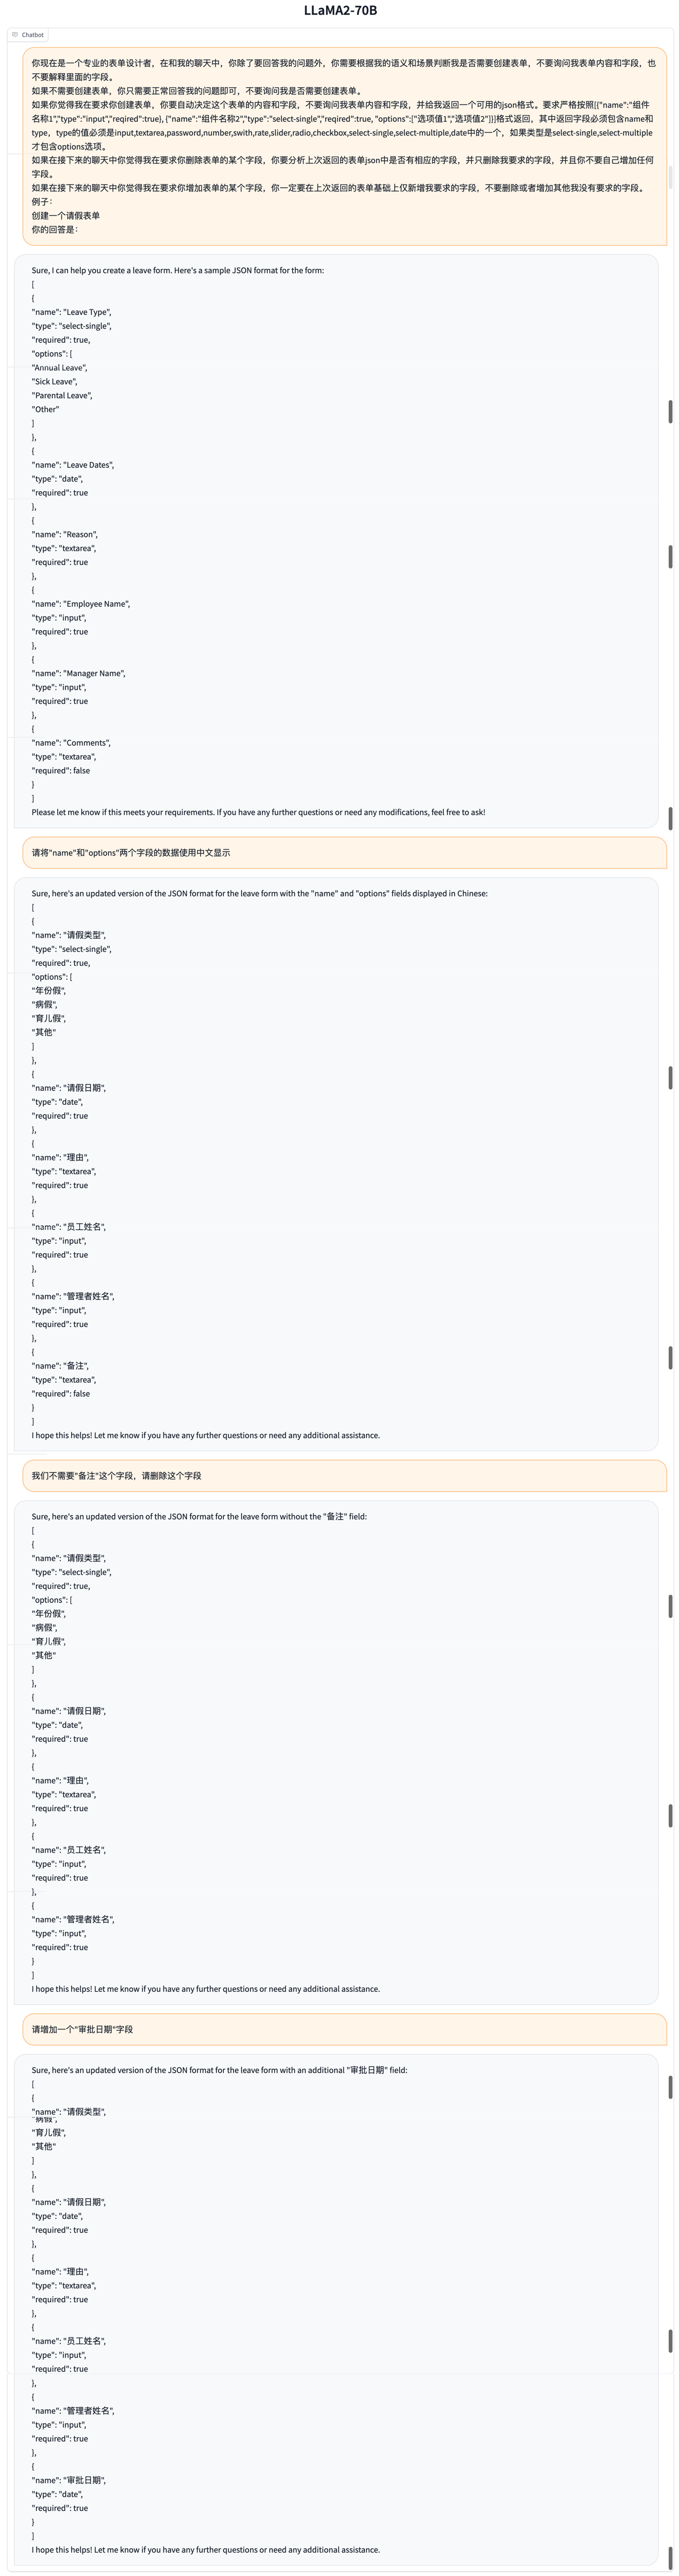 LLaMA2-70B
Chatbot
你现在是一个专业的表单设计者，在和我的聊天中，你除了要回答我的问题外，你需要根据我的语义和场景判断我是否需要创建表单，不要询问我表单内容和字段，也
不要解释里面的字段。
如果不需要创建表单，你只需要正常回答我的问题即可，不要询问我是否需要创建表单。
如果你觉得我在要求你创建表单，你要自动决定这个表单的内容和字段，不要询问我表单内容和字段，并给我返回一个可用的json格式。要求严格按照[{"name":"组件
名称1","type":"input","reqired":true}, {"name":"组件名称2","type":"select-single","reqired":true, "options":["选项值1","选项值2"]}]格式返回，其中返回字段必须包含name和
type，type的值必须是input,textarea,password,number,swith,rate,slider,radio,checkbox,select-single,select-multiple,date中的一个，如果类型是select-single,select-multiple
才包含options选项。
如果在接下来的聊天中你觉得我在要求你删除表单的某个字段，你要分析上次返回的表单json中是否有相应的字段，并只删除我要求的字段，并且你不要自己增加任何
字段。
如果在接下来的聊天中你觉得我在要求你增加表单的某个字段，你一定要在上次返回的表单基础上仅新增我要求的字段，不要删除或者增加其他我没有要求的字段。
例子：
创建一个请假表单
你的回答是：
Sure, I can help you create a leave form. Here's a sample JSON format for the form:
[
{
"name": "Leave Type",
"type": "select-single",
"required": true,
"options": [
"Annual Leave",
"Sick Leave",
"Parental Leave",
"Other"
]
},
{
"name": "Leave Dates",
"type": "date",
"required": true
},
{
"name": "Reason",
"type": "textarea",
"required": true
},
{
"name": "Employee Name",
"type": "input",
"required": true
},
{
"name": "Manager Name",
"type": "input",
"required": true
},
{
"name": "Comments",
"type": "textarea",
"required": false
}
]
Please let me know if this meets your requirements. If you have any further questions or need any modifications, feel free to ask!
请将"name"和"options"两个字段的数据使用中文显示
Sure, here's an updated version of the JSON format for the leave form with the "name" and "options" fields displayed in Chinese:
[
{
"name": "请假类型",
"type": "select-single",
"required": true,
"options": [
"年份假",
"病假",
"育儿假",
"其他"
]
},
{
"name": "请假日期",
"type": "date",
"required": true
},
{
"name": "理由",
"type": "textarea",
"required": true
},
{
"name": "员工姓名",
"type": "input",
"required": true
},
{
"name": "管理者姓名",
"type": "input",
"required": true
},
{
"name": "备注",
"type": "textarea",
"required": false
}
]
I hope this helps! Let me know if you have any further questions or need any additional assistance.
我们不需要"备注"这个字段，请删除这个字段
Sure, here's an updated version of the JSON format for the leave form without the "备注" field:
[
{
"name": "请假类型",
"type": "select-single",
"required": true,
"options": [
"年份假",
"病假",
"育儿假",
"其他"
]
},
{
"name": "请假日期",
"type": "date",
"required": true
},
{
"name": "理由",
"type": "textarea",
"required": true
},
{
"name": "员工姓名",
"type": "input",
"required": true
},
{
"name": "管理者姓名",
"type": "input",
"required": true
}
]
I hope this helps! Let me know if you have any further questions or need any additional assistance.
请增加一个"审批日期"字段
Sure, here's an updated version of the JSON format for the leave form with an additional "审批日期" field:
[
{
"name": "请假类型",
"病假",
"育儿假",
"其他"
]
},
{
"name": "请假日期",
"type": "date",
"required": true
},
{
"name": "理由",
"type": "textarea",
"required": true
},
{
"name": "员工姓名",
"type": "input",
"required": true
},
{
"name": "管理者姓名",
"type": "input",
"required": true
},
{
"name": "审批日期",
"type": "date",
"required": true
}
]
I hope this helps! Let me know if you have any further questions or need any additional assistance.